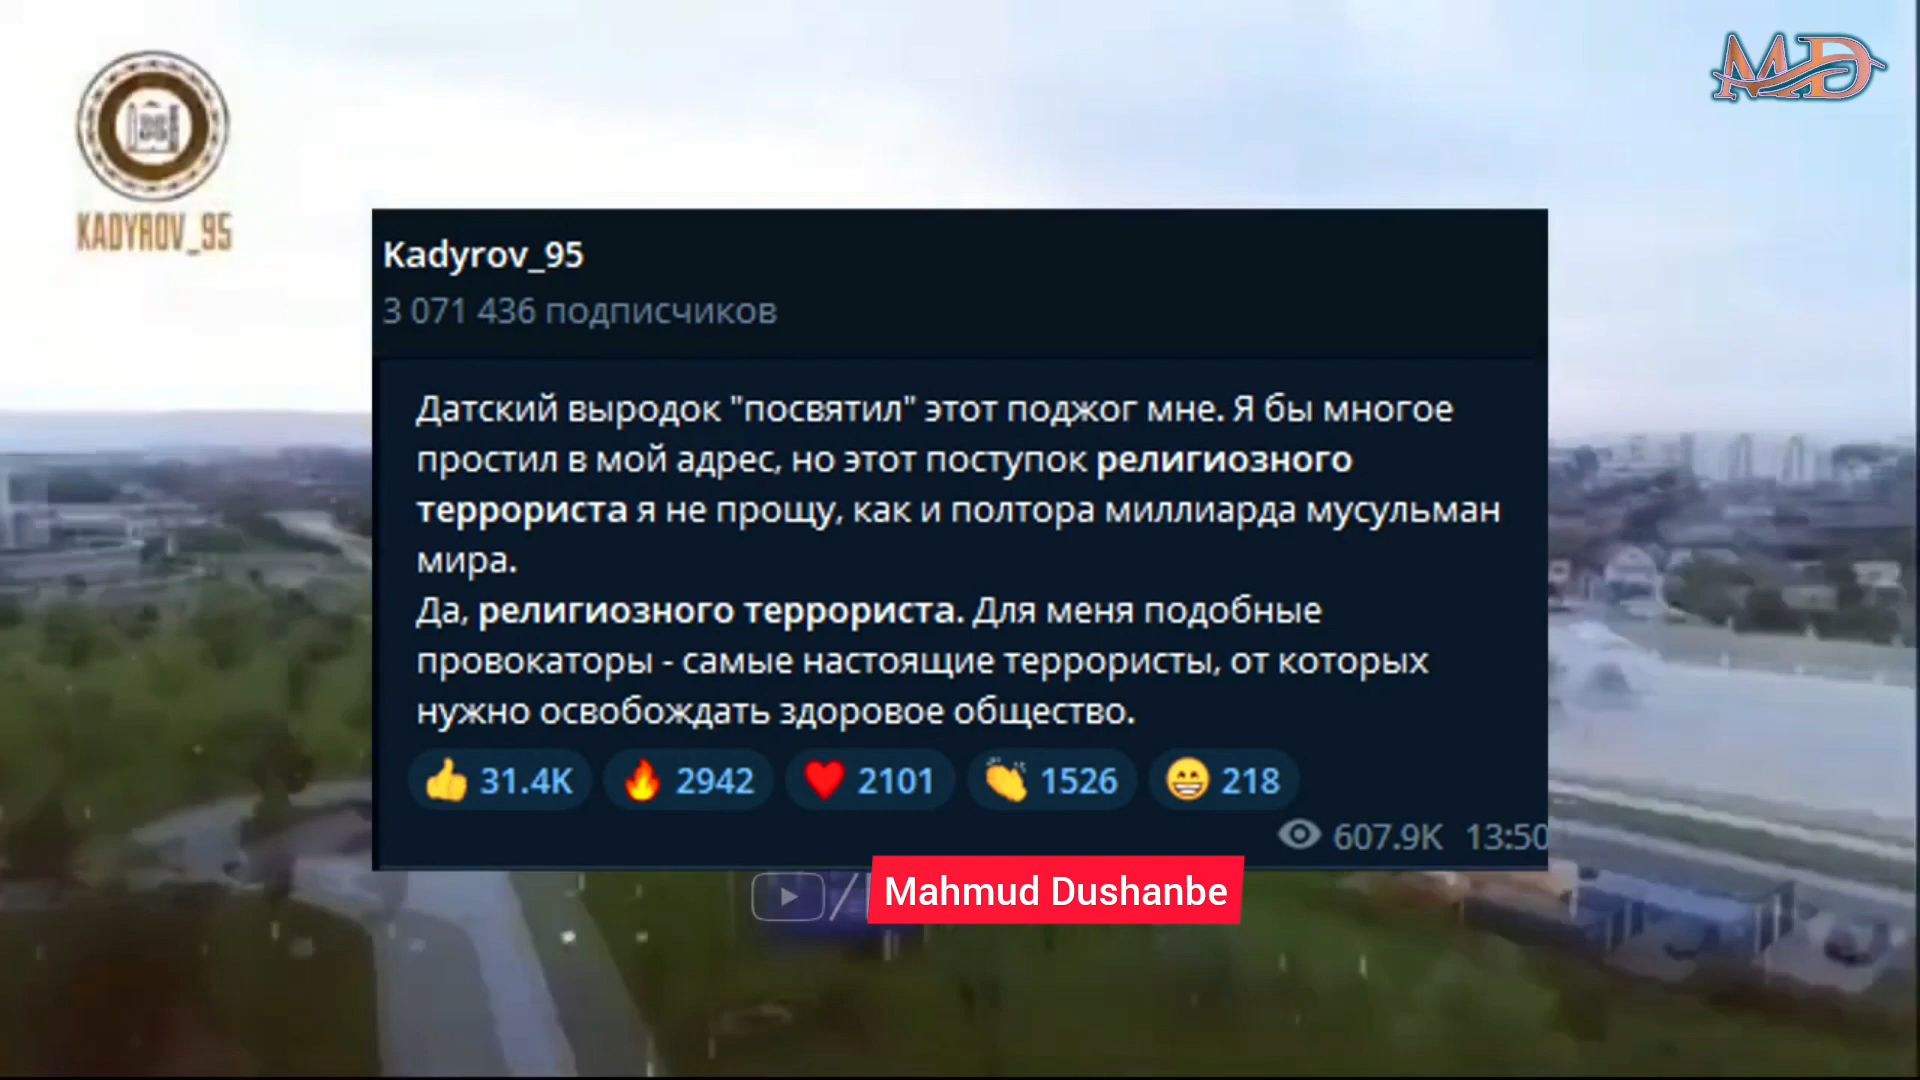 MD
KADYROV_95
Kadyrov_95
3 071 436 подписчиков
Датский выродок "посвятил" этот поджог мне. Я бы многое
простил в мой адрес, но этот поступок религиозного
террориста я не прощу, как и полтора миллиарда мусульман
мира.
Да, религиозного террориста. Для меня подобные
провокаторы - самые настоящие террористы, от которых
нужно освобождать здоровое общество.
31.4K 2942 2101 1526 218
607.9K 13:50
Mahmud Dushanbe